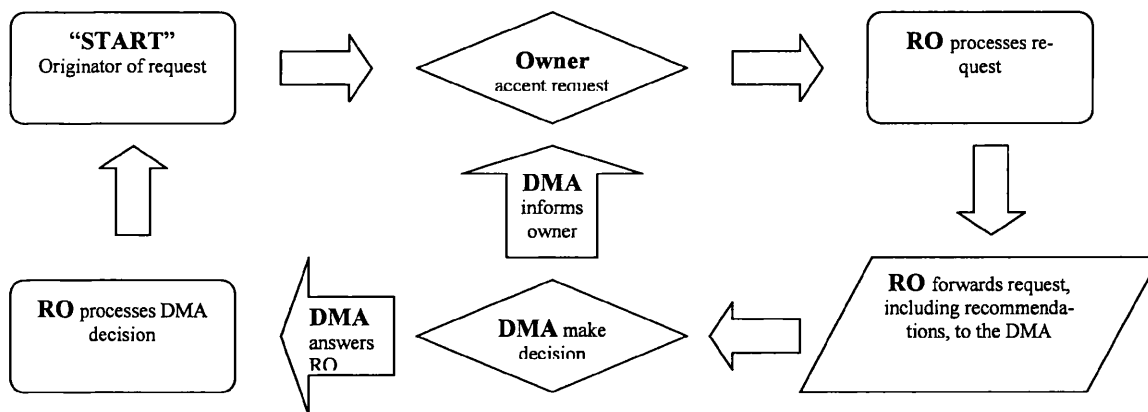 “START”
Originator of request
Owner
accent request
RO processes re-
quest
DMA
informs
owner
RO processes DMA
decision
DMA
answers
RO
DMA make
decision
RO forwards request,
including recommenda-
tions, to the DMA